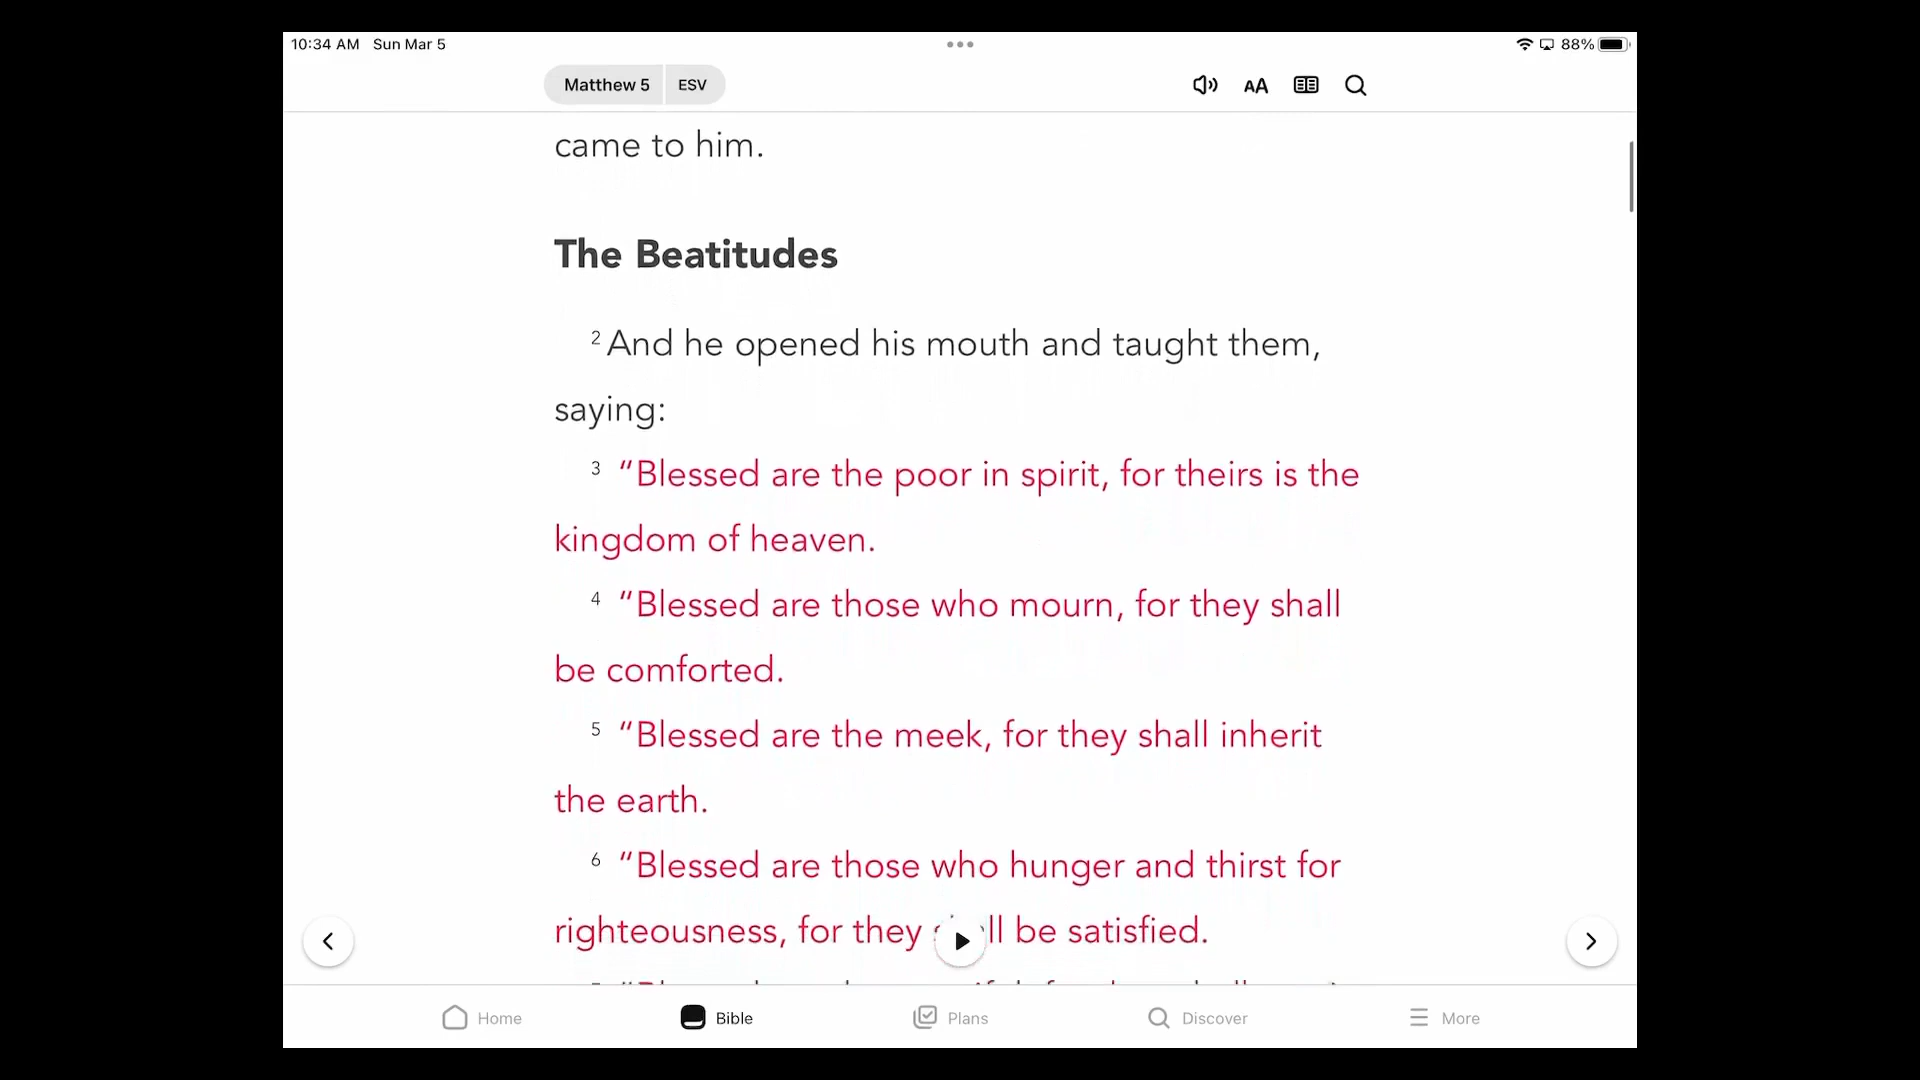 10:34 AM Sun Mar 5
88%
Matthew 5 ESV
AA
came to him.
The Beatitudes
2 And he opened his mouth and taught them,
saying:
3 “Blessed are the poor in spirit, for theirs is the
kingdom of heaven.
4 “Blessed are those who mourn, for they shall
be comforted.
5 “Blessed are the meek, for they shall inherit
the earth.
6 “Blessed are those who hunger and thirst for
righteousness, for they shall be satisfied.
Home Bible Plans Discover More